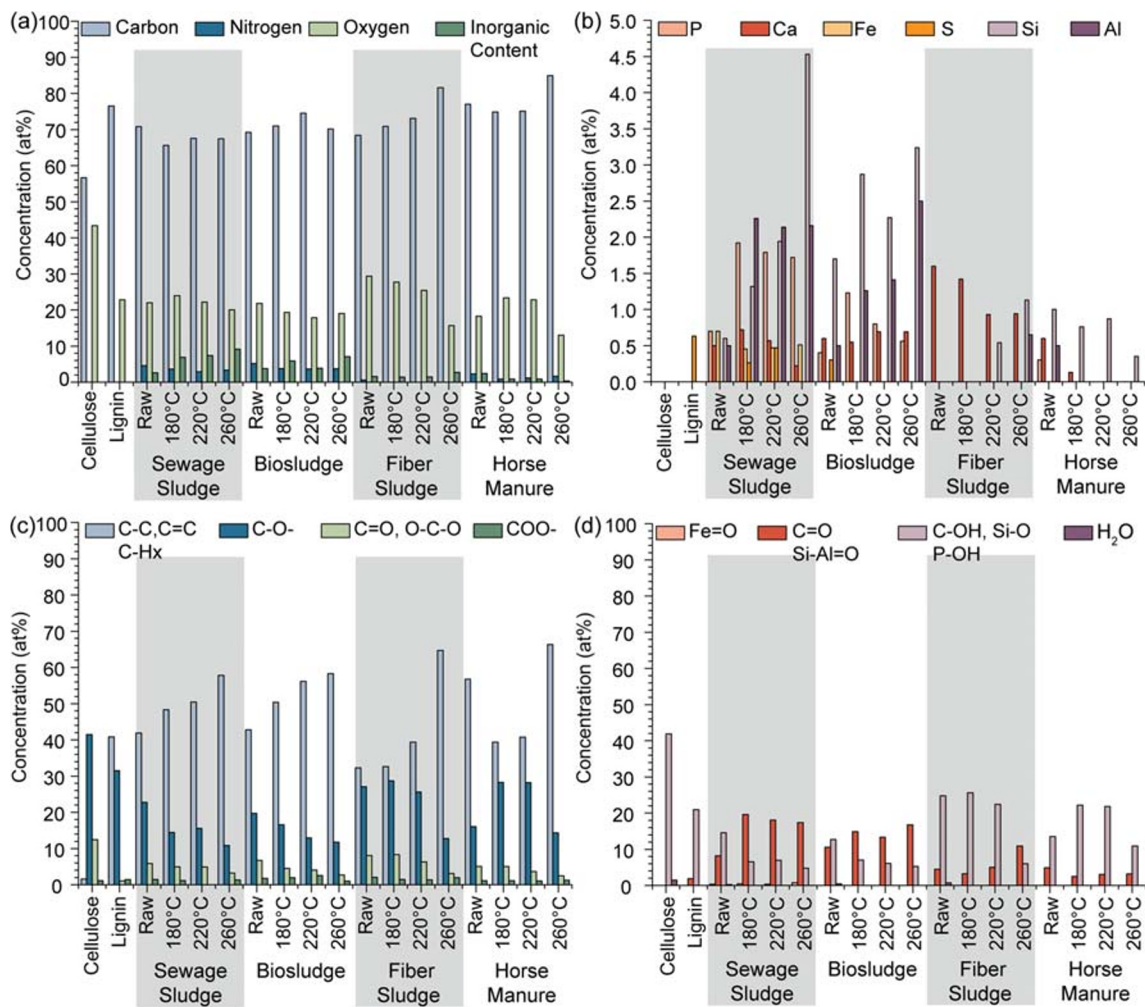 (a)
Carbon Nitrogen Oxygen Inorganic
Content
Concentration (at%)
100
90
80
70
60
50
40
30
20
10
0
Cellulose
Lignin
Raw
180°C
220°C
260°C
Raw
180°C
220°C
260°C
Raw
180°C
220°C
260°C
Raw
180°C
220°C
260°C
Sewage
Sludge
Biosludge
Fiber
Sludge
Horse
Manure
(b)
P Ca Fe S Si Al
Concentration (at%)
5.0
4.5
4.0
3.5
3.0
2.5
2.0
1.5
1.0
0.5
0.0
Cellulose
Lignin
Raw
180°C
220°C
260°C
Raw
180°C
220°C
260°C
Raw
180°C
220°C
260°C
Raw
180°C
220°C
260°C
Sewage
Sludge
Biosludge
Fiber
Sludge
Horse
Manure
(c)
C-C,C=C C-O- C=O, O-C-O COO-
C-Hx
Concentration (at%)
100
90
80
70
60
50
40
30
20
10
0
Cellulose
Lignin
Raw
180°C
220°C
260°C
Raw
180°C
220°C
260°C
Raw
180°C
220°C
260°C
Raw
180°C
220°C
260°C
Sewage
Sludge
Biosludge
Fiber
Sludge
Horse
Manure
(d)
Fe=O C=O C-OH, Si-O H₂O
Si-Al=O P-OH
Concentration (at%)
100
90
80
70
60
50
40
30
20
10
0
Cellulose
Lignin
Raw
180°C
220°C
260°C
Raw
180°C
220°C
260°C
Raw
180°C
220°C
260°C
Raw
180°C
220°C
260°C
Sewage
Sludge
Biosludge
Fiber
Sludge
Horse
Manure